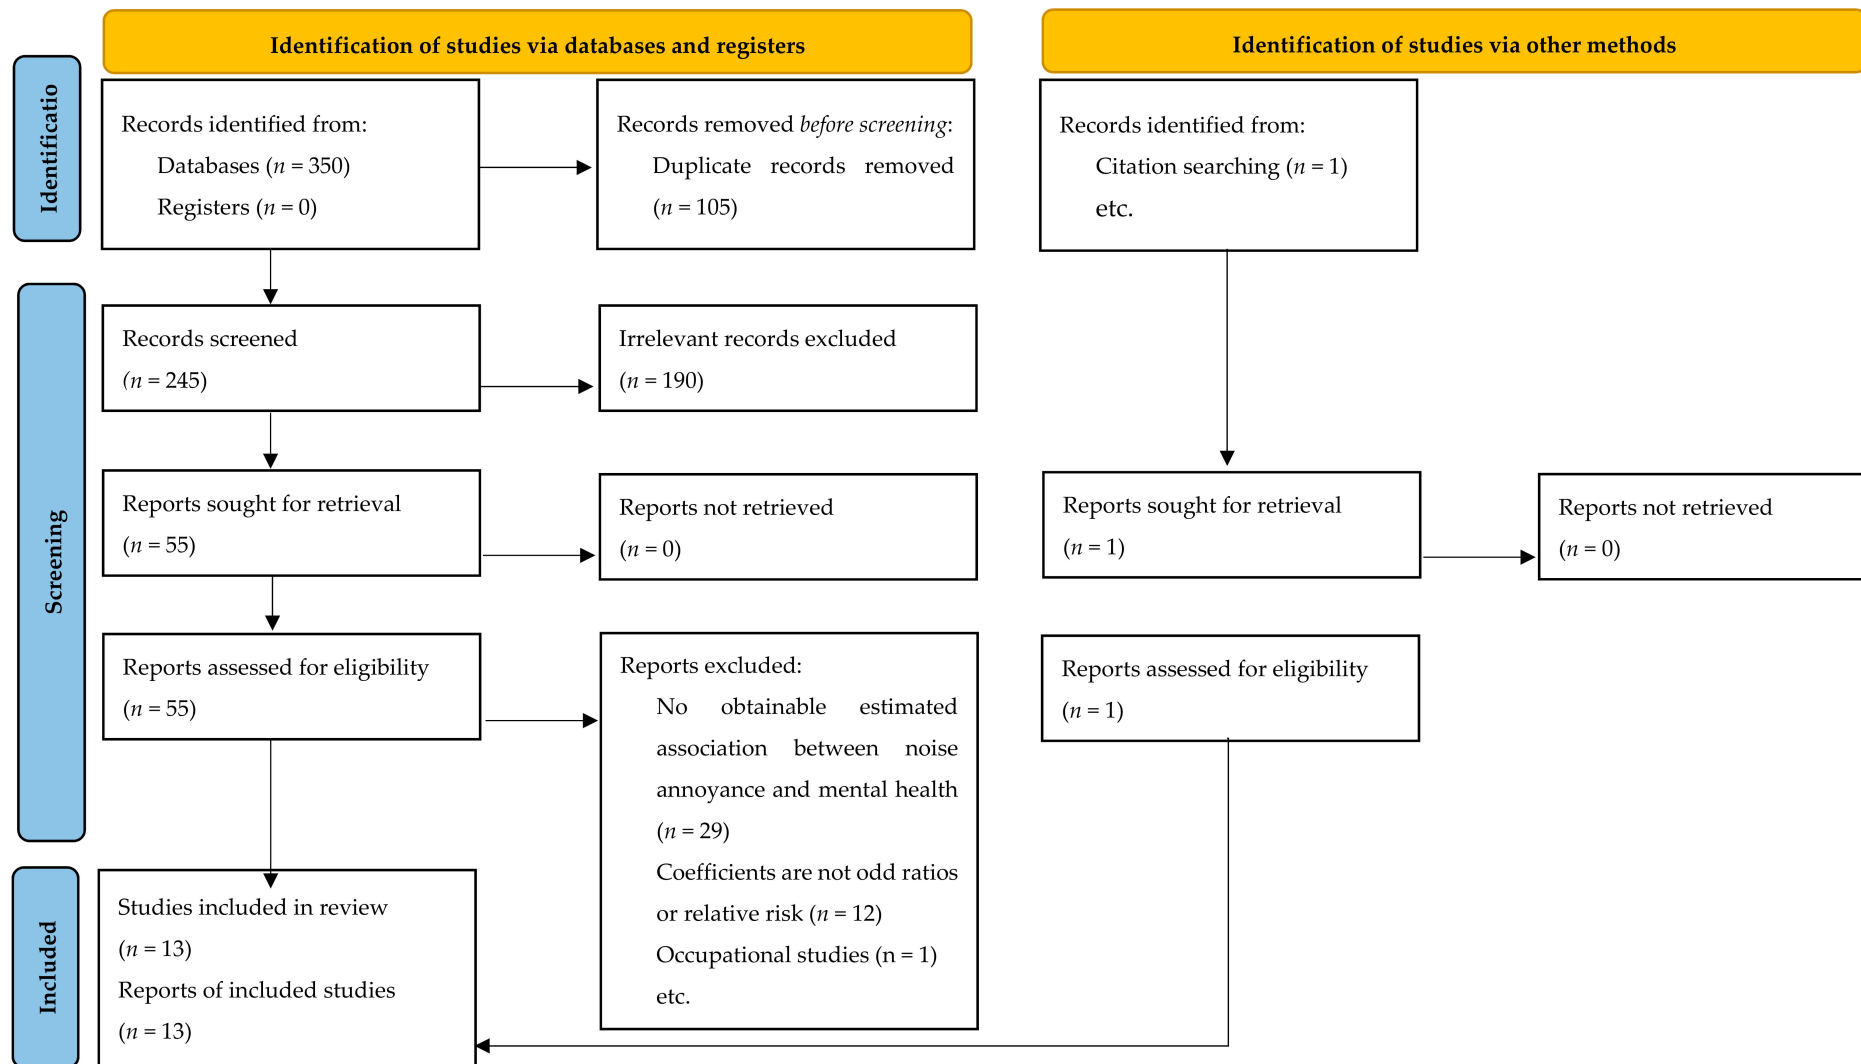 Identification of studies via databases and registers
Identification of studies via other methods
Identificatio
Records identified from:
Databases (n = 350)
Registers (n = 0)
Records removed before screening:
Duplicate records removed
(n = 105)
Records identified from:
Citation searching (n = 1)
etc.
Screening
Records screened
(n = 245)
Irrelevant records excluded
(n = 190)
Reports sought for retrieval
(n = 55)
Reports not retrieved
(n = 0)
Reports sought for retrieval
(n = 1)
Reports not retrieved
(n = 0)
Reports assessed for eligibility
(n = 55)
Reports excluded:
No obtainable estimated
association between noise
annoyance and mental health
(n = 29)
Coefficients are not odd ratios
or relative risk (n = 12)
Occupational studies (n = 1)
etc.
Reports assessed for eligibility
(n = 1)
Included
Studies included in review
(n = 13)
Reports of included studies
(n = 13)